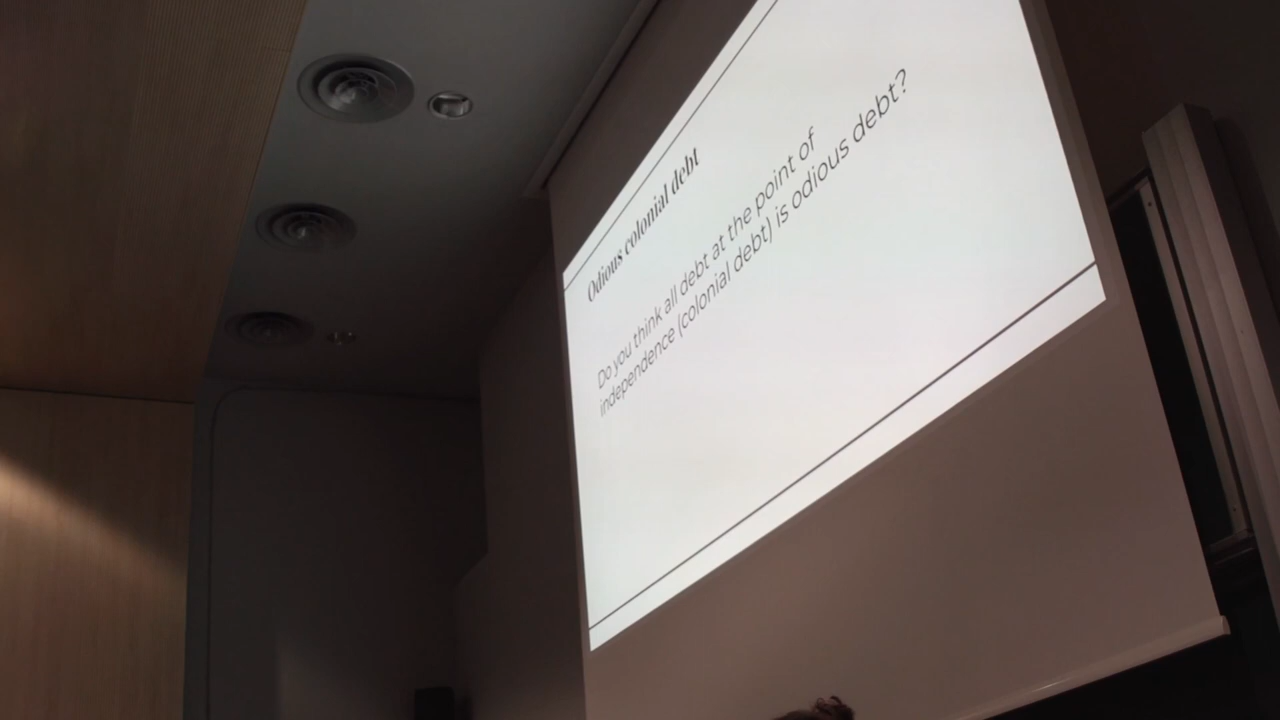 Odious colonial debt
Do you think all debt at the point of
independence (colonial debt) is odious debt?